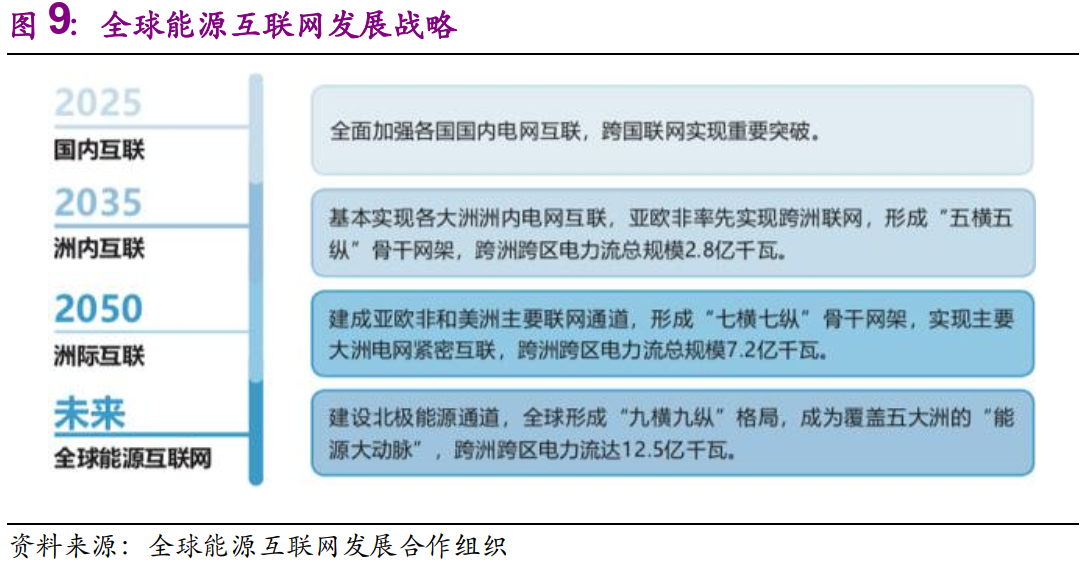 图 9：全球能源互联网发展战略
2025
国内互联
全面加强各国国内电网互联，跨国联网实现重要突破。
2035
洲内互联
基本实现各大洲洲内电网互联，亚欧非率先实现跨洲联网，形成“五横五
纵”骨干网架，跨洲跨区电力流总规模2.8亿千瓦。
2050
洲际互联
建成亚欧非和美洲主要联网通道，形成“七横七纵”骨干网架，实现主要
大洲电网紧密互联，跨洲跨区电力流总规模7.2亿千瓦。
未来
全球能源互联网
建设北极能源通道，全球形成“九横九纵”格局，成为覆盖五大洲的“能
源大动脉”，跨洲跨区电力流达12.5亿千瓦。
资料来源：全球能源互联网发展合作组织